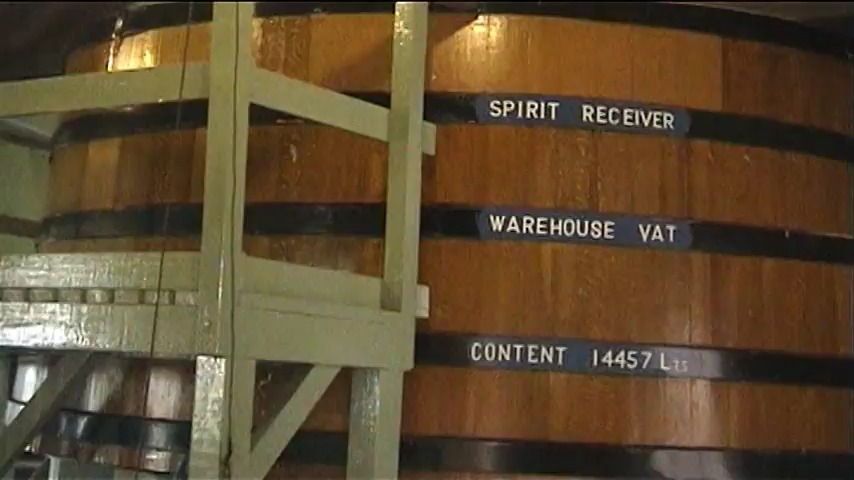 SPIRIT RECEIVER
WAREHOUSE VAT
CONTENT 14457 LTS